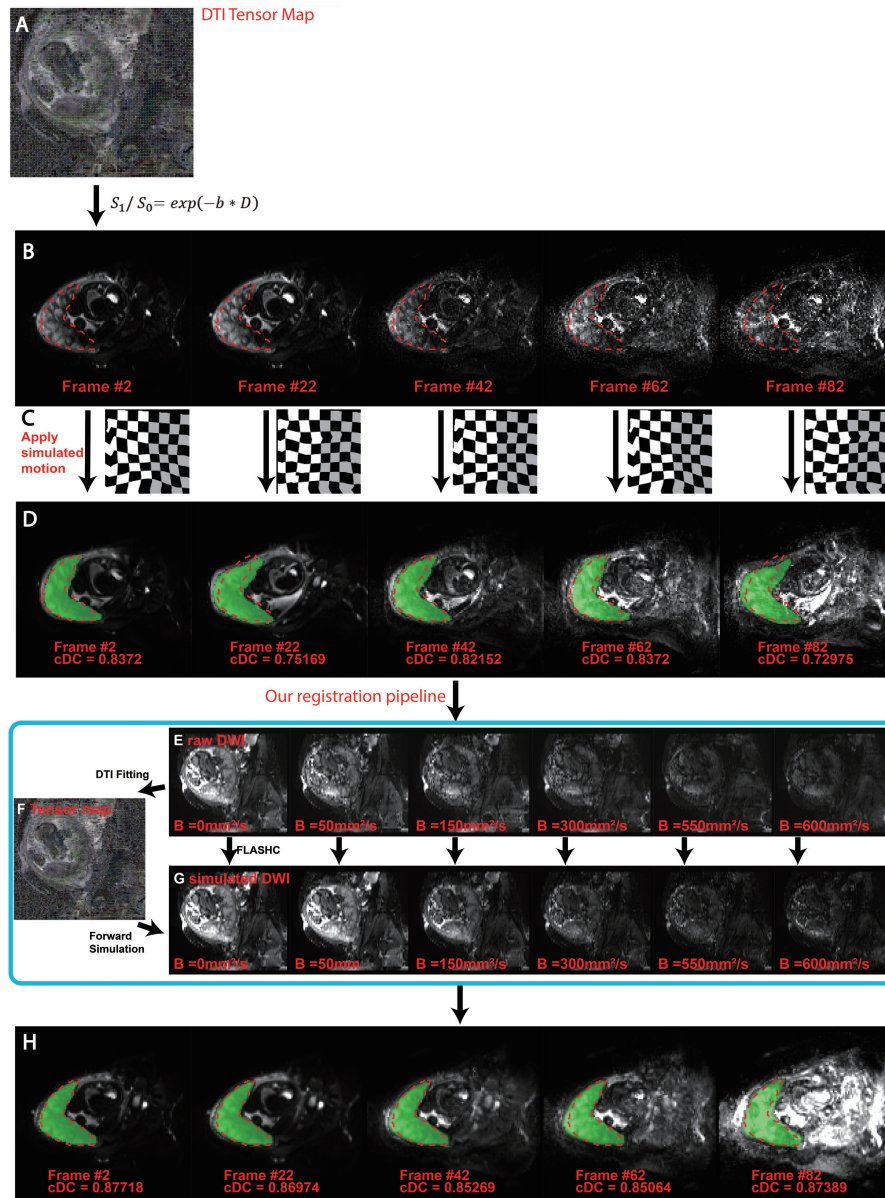 A
DTI Tensor Map
S₁/ S₀= exp(−b * D)
B
Frame #2
Frame #22
Frame #42
Frame #62
Frame #82
C
Apply
simulated
motion
D
Frame #2
cDC = 0.8372
Frame #22
cDC = 0.75169
Frame #42
cDC = 0.82152
Frame #62
cDC = 0.8372
Frame #82
cDC = 0.72975
Our registration pipeline
E raw DWI
DTI Fitting
F Tensor map
B =0mm²/s
B =50mm²/s
B =150mm²/s
B =300mm²/s
B =550mm²/s
B =600mm²/s
FLASHC
G simulated DWI
Forward
Simulation
B =0mm²/s
B =50mm
B =150mm²/s
B =300mm²/s
B =550mm²/s
B =600mm²/s
H
Frame #2
cDC = 0.87718
Frame #22
cDC = 0.86974
Frame #42
cDC = 0.85269
Frame #62
cDC = 0.85064
Frame #82
cDC = 0.87389